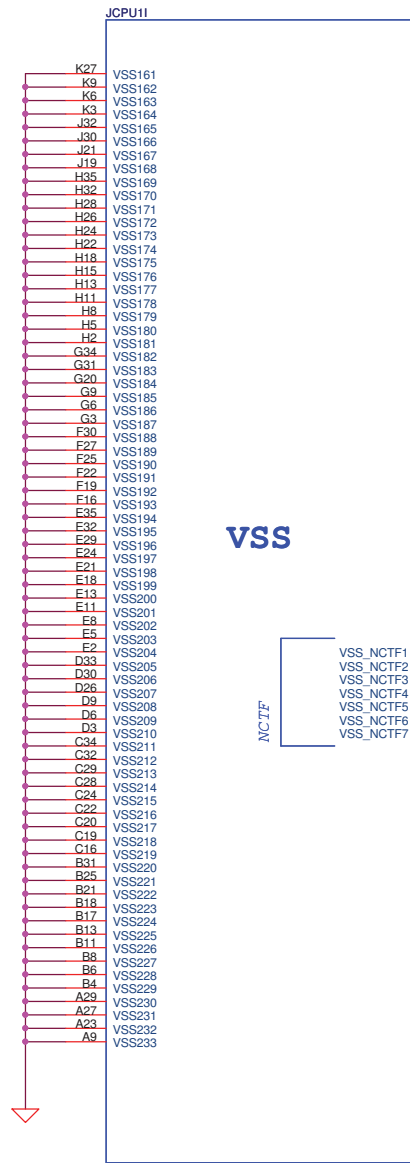 JCPU1I
K27 VSS161
K9 VSS162
K6 VSS163
K3 VSS164
J32 VSS165
J30 VSS166
J21 VSS167
J19 VSS168
H35 VSS169
H32 VSS170
H28 VSS171
H26 VSS172
H24 VSS173
H22 VSS174
H18 VSS175
H15 VSS176
H13 VSS177
H11 VSS178
H8 VSS179
H5 VSS180
H2 VSS181
G34 VSS182
G31 VSS183
G20 VSS184
G9 VSS185
G6 VSS186
G3 VSS187
F30 VSS188
F27 VSS189
F25 VSS190
F22 VSS191
F19 VSS192
F16 VSS193
E35 VSS194
E32 VSS195
E29 VSS196
E24 VSS197
E21 VSS198
E18 VSS199
E13 VSS200
E11 VSS201
E8 VSS202
E5 VSS203
E2 VSS204
D33 VSS205
D30 VSS206
D26 VSS207
D9 VSS208
D6 VSS209
D3 VSS210
C34 VSS211
C32 VSS212
C29 VSS213
C28 VSS214
C24 VSS215
C22 VSS216
C20 VSS217
C19 VSS218
C16 VSS219
B31 VSS220
B25 VSS221
B21 VSS222
B18 VSS223
B17 VSS224
B13 VSS225
B11 VSS226
B8 VSS227
B6 VSS228
B4 VSS229
A29 VSS230
A27 VSS231
A23 VSS232
A9 VSS233
VSS
NCTF
VSS_NCTF1
VSS_NCTF2
VSS_NCTF3
VSS_NCTF4
VSS_NCTF5
VSS_NCTF6
VSS_NCTF7